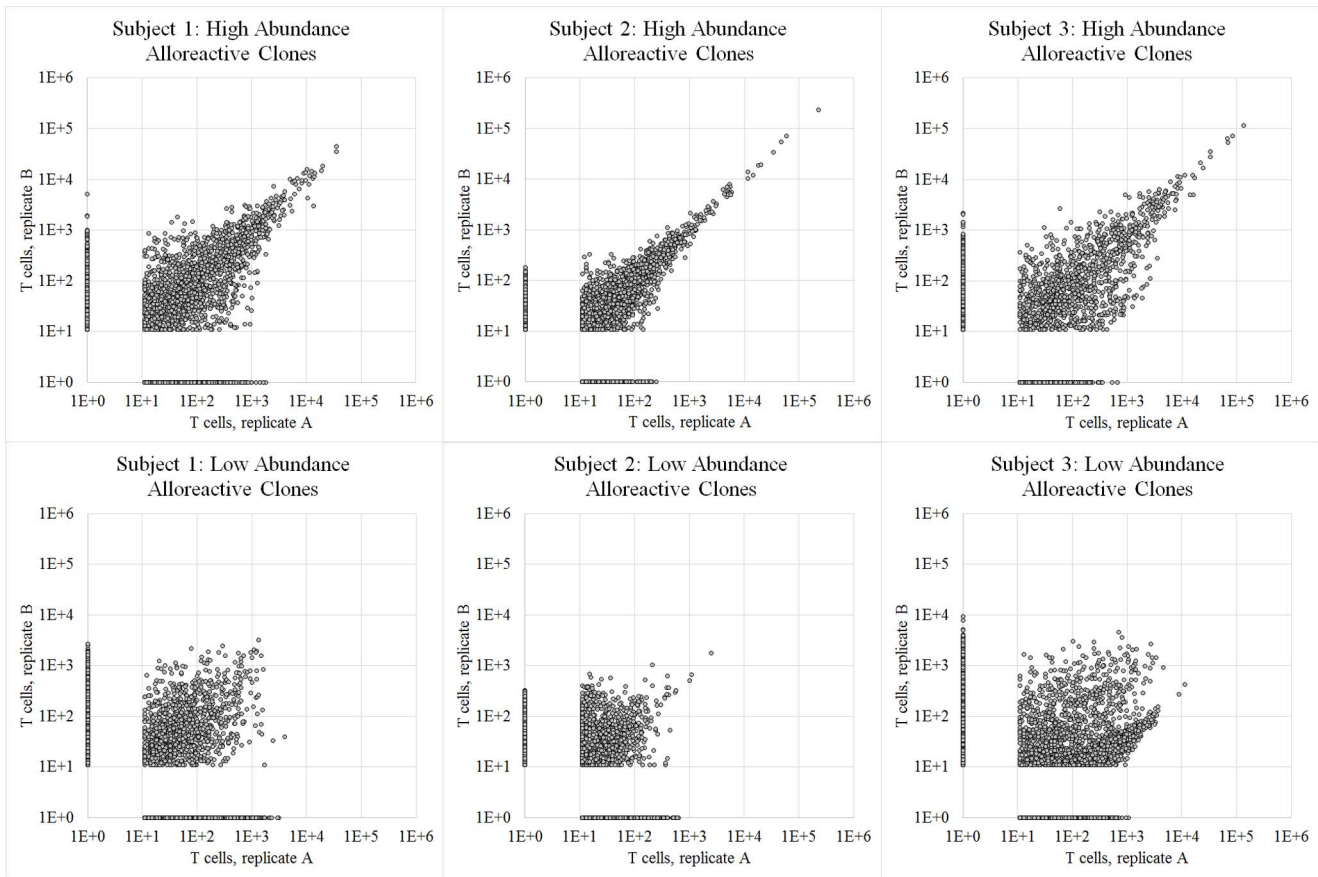 Subject 1: High Abundance
Alloreactive Clones
1E+6
1E+5
1E+4
1E+3
1E+2
1E+1
1E+0
T cells, replicate B
1E+0 1E+1 1E+2 1E+3 1E+4 1E+5 1E+6
T cells, replicate A
Subject 2: High Abundance
Alloreactive Clones
1E+6
1E+5
1E+4
1E+3
1E+2
1E+1
1E+0
T cells, replicate B
1E+0 1E+1 1E+2 1E+3 1E+4 1E+5 1E+6
T cells, replicate A
Subject 3: High Abundance
Alloreactive Clones
1E+6
1E+5
1E+4
1E+3
1E+2
1E+1
1E+0
T cells, replicate B
1E+0 1E+1 1E+2 1E+3 1E+4 1E+5 1E+6
T cells, replicate A
Subject 1: Low Abundance
Alloreactive Clones
1E+6
1E+5
1E+4
1E+3
1E+2
1E+1
1E+0
T cells, replicate B
1E+0 1E+1 1E+2 1E+3 1E+4 1E+5 1E+6
T cells, replicate A
Subject 2: Low Abundance
Alloreactive Clones
1E+6
1E+5
1E+4
1E+3
1E+2
1E+1
1E+0
T cells, replicate B
1E+0 1E+1 1E+2 1E+3 1E+4 1E+5 1E+6
T cells, replicate A
Subject 3: Low Abundance
Alloreactive Clones
1E+6
1E+5
1E+4
1E+3
1E+2
1E+1
1E+0
T cells, replicate B
1E+0 1E+1 1E+2 1E+3 1E+4 1E+5 1E+6
T cells, replicate A